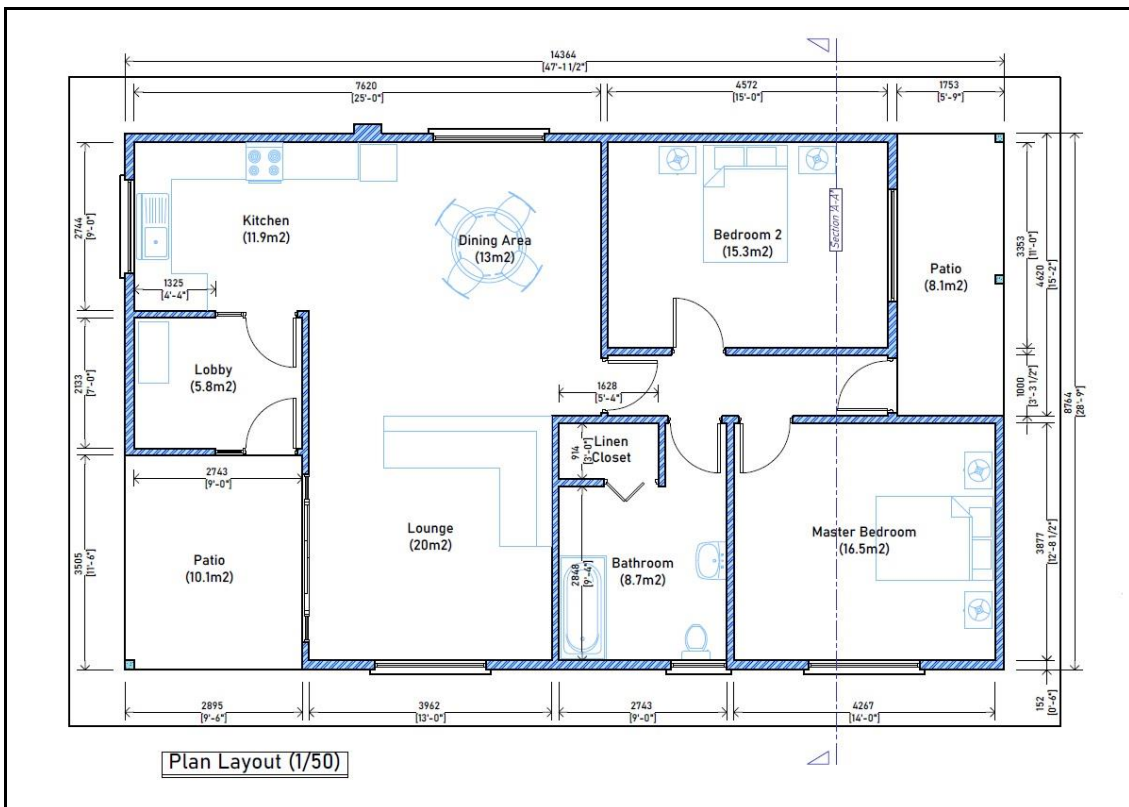 14364
[47'-1 1/2"]
7620
[25'-0"]
4572
[15'-0"]
1753
[5'-9"]
2744
[9'-0"]
Kitchen
(11.9m2)
Dining Area
(13m2)
Bedroom 2
(15.3m2)
Section 'A-A'
Patio
(8.1m2)
3353
[11'-0"]
4620
[15'-2"]
1325
[4'-4"]
2133
[7'-0"]
Lobby
(5.8m2)
1628
[5'-4"]
1000
[3'-3 1/2"]
8764
[28'-9"]
914
[3'-0"]
Linen
Closet
2743
[9'-0"]
3505
[11'-6"]
Patio
(10.1m2)
Lounge
(20m2)
2848
[9'-4"]
Bathroom
(8.7m2)
Master Bedroom
(16.5m2)
3877
[12'-8 1/2"]
152
[0'-6"]
2895
[9'-6"]
3962
[13'-0"]
2743
[9'-0"]
4267
[14'-0"]
Plan Layout (1/50)